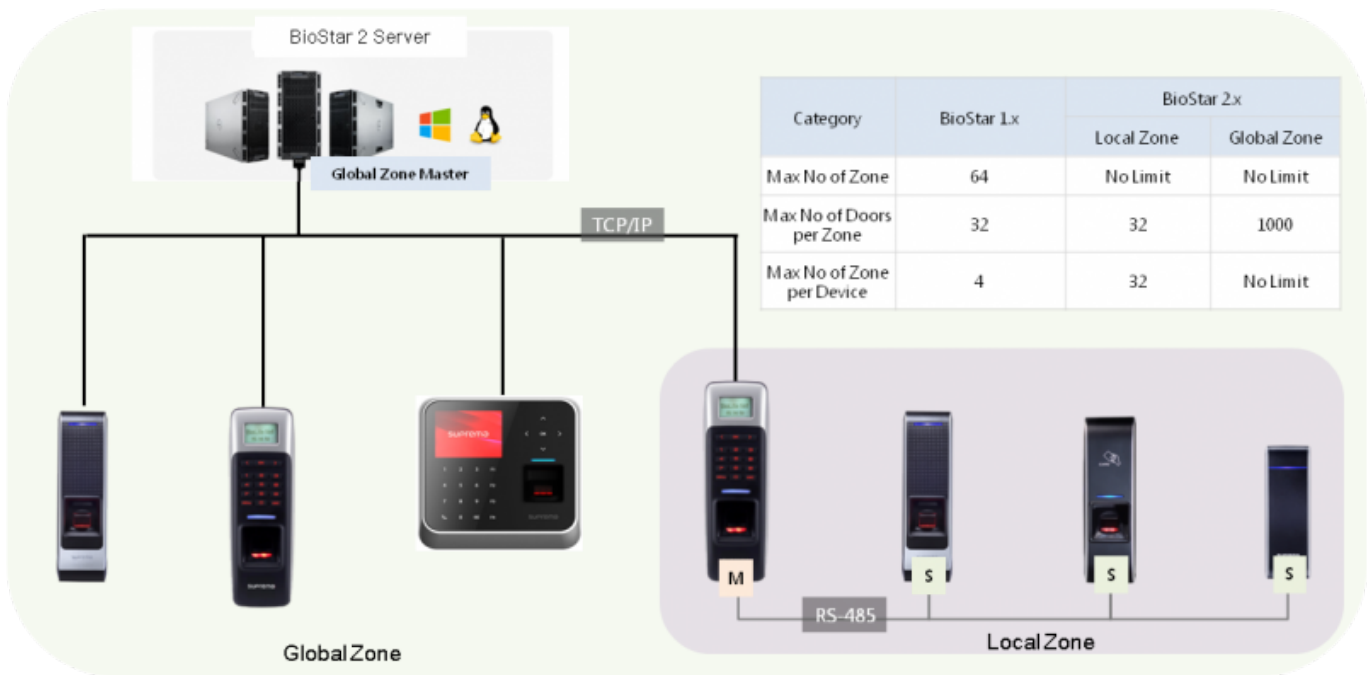 BioStar 2 Server
Global Zone Master
TCP/IP
Category
BioStar 1.x
BioStar 2.x
Local Zone
Global Zone
Max No of Zone
64
No Limit
No Limit
Max No of Doors
per Zone
32
32
1000
Max No of Zone
per Device
4
32
No Limit
suprema
suprema
suprema
M
S
S
S
RS-485
Global Zone
Local Zone